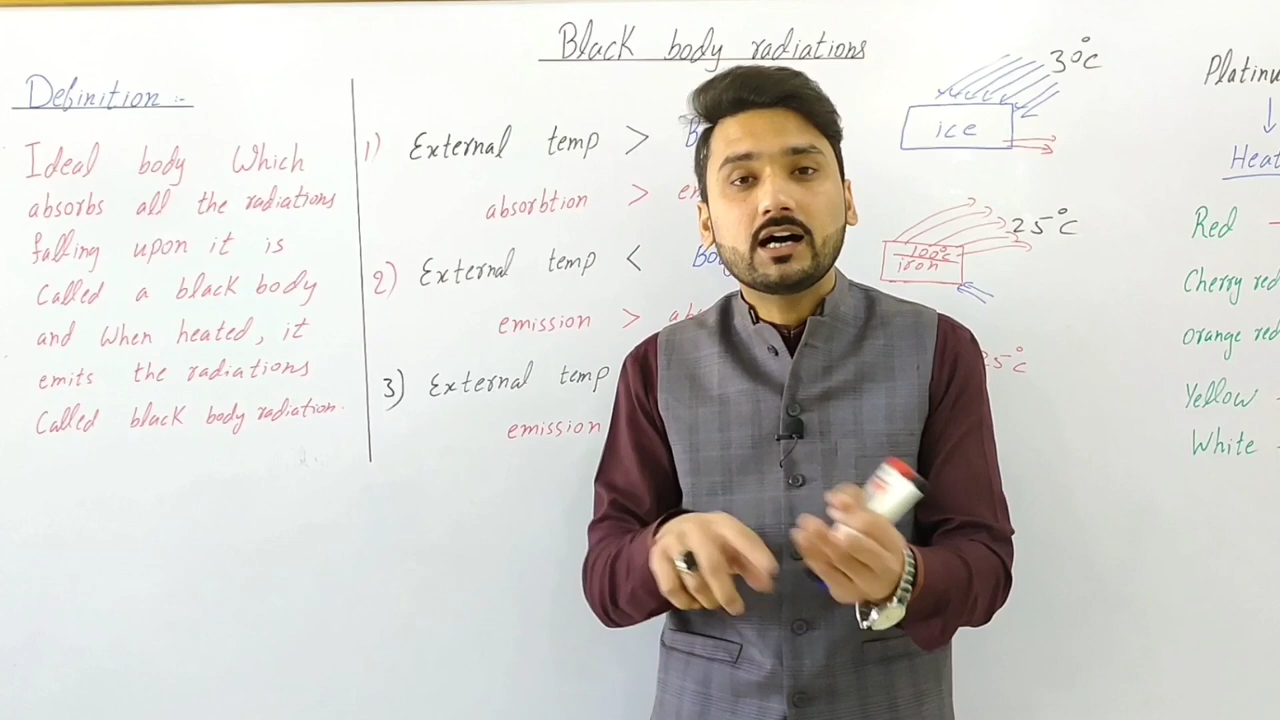 Black body radiations
Definition :-
Ideal body Which
absorbs all the radiations
falling upon it is
Called a black body
and When heated, it
emits the radiations
Called black body radiation.
1) External temp >
absorbtion >
2) External temp <
emission >
3) External temp
emission
3°C
ice
25°C
100°C
iron
25°C
Red
Cherry red
Orange red
Yellow
White